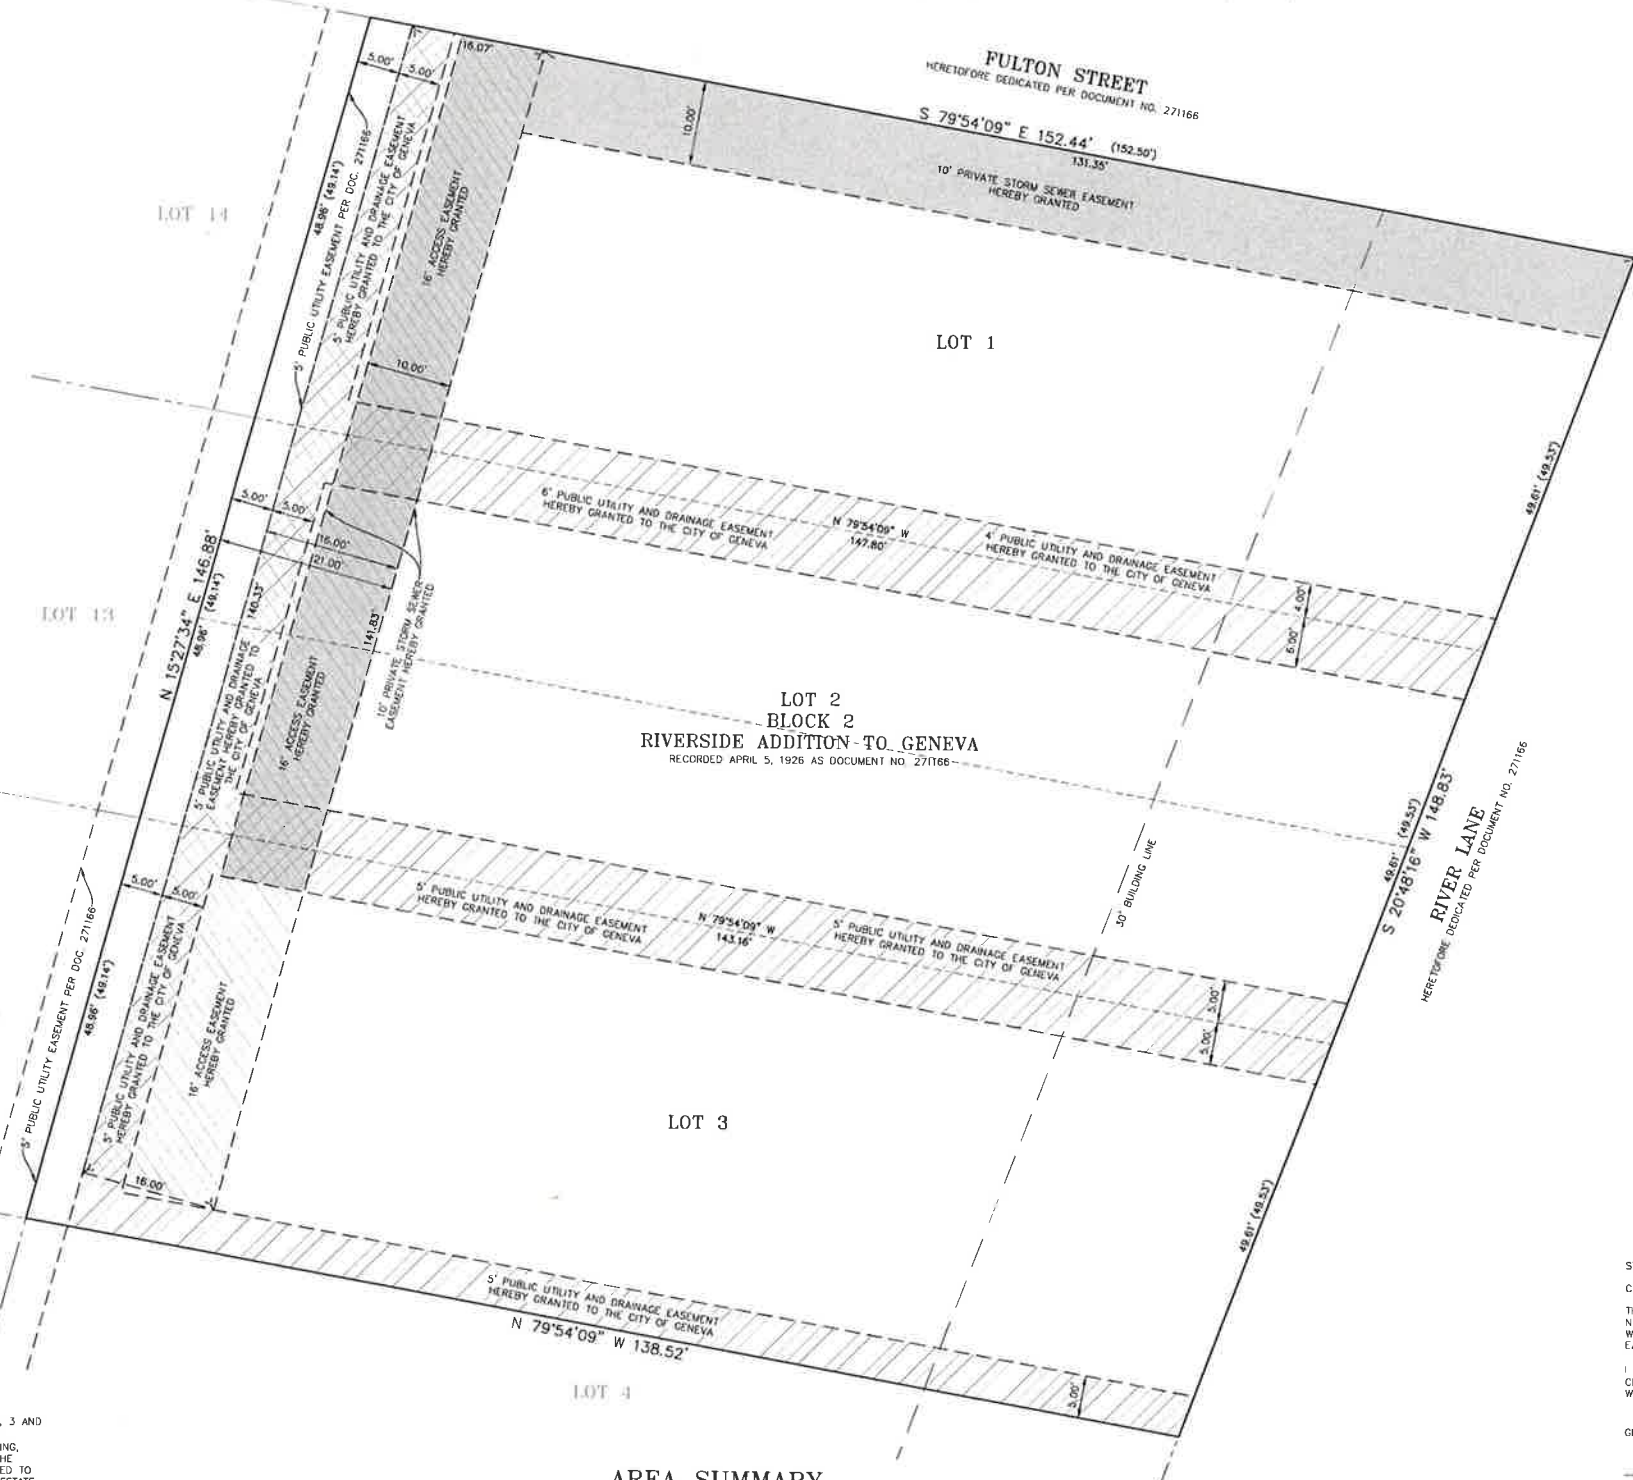 FULTON STREET
HERETOFORE DEDICATED PER DOCUMENT NO. 271166
S 79°54'09" E 152.44' (152.50')
131.35'
10' PRIVATE STORM SEWER EASEMENT
HEREBY GRANTED
10.00'
16.07'
5.00'
5.00'
48.96' (49.14')
5' PUBLIC UTILITY EASEMENT PER DOC. 271166
5' PUBLIC UTILITY AND DRAINAGE EASEMENT
HEREBY GRANTED TO THE CITY OF GENEVA
16' ACCESS EASEMENT
HEREBY GRANTED
LOT 14
10.00'
LOT 1
49.61' (49.53')
6' PUBLIC UTILITY AND DRAINAGE EASEMENT
HEREBY GRANTED TO THE CITY OF GENEVA
N 79°54'09" W
147.80'
4' PUBLIC UTILITY AND DRAINAGE EASEMENT
HEREBY GRANTED TO THE CITY OF GENEVA
4.00'
6.00'
5.00'
5.00'
16.00'
21.00'
N 15°27'34" E 146.88'
48.96' (49.14')
140.33'
141.83'
10' PRIVATE STORM SEWER
EASEMENT HEREBY GRANTED
LOT 13
5' PUBLIC UTILITY AND DRAINAGE
EASEMENT HEREBY GRANTED TO
THE CITY OF GENEVA
16' ACCESS EASEMENT
HEREBY GRANTED
LOT 2
BLOCK 2
RIVERSIDE ADDITION TO GENEVA
RECORDED APRIL 5, 1926 AS DOCUMENT NO. 271166
50' BUILDING LINE
49.61' (49.53')
S 20°48'16" W 148.83'
RIVER LANE
HERETOFORE DEDICATED PER DOCUMENT NO. 271166
5.00'
5.00'
5' PUBLIC UTILITY AND DRAINAGE EASEMENT
HEREBY GRANTED TO THE CITY OF GENEVA
N 79°54'09" W
143.16'
5' PUBLIC UTILITY AND DRAINAGE EASEMENT
HEREBY GRANTED TO THE CITY OF GENEVA
5.00'
5.00'
5' PUBLIC UTILITY EASEMENT PER DOC. 271166
48.96' (49.14')
5' PUBLIC UTILITY AND DRAINAGE EASEMENT
HEREBY GRANTED TO THE CITY OF GENEVA
16' ACCESS EASEMENT
HEREBY GRANTED
16.00'
LOT 3
49.61' (49.53')
5' PUBLIC UTILITY AND DRAINAGE EASEMENT
HEREBY GRANTED TO THE CITY OF GENEVA
N 79°54'09" W 138.52'
5.00'
LOT 4
, 3 AND
HE
ED TO
AREA SUMMARY